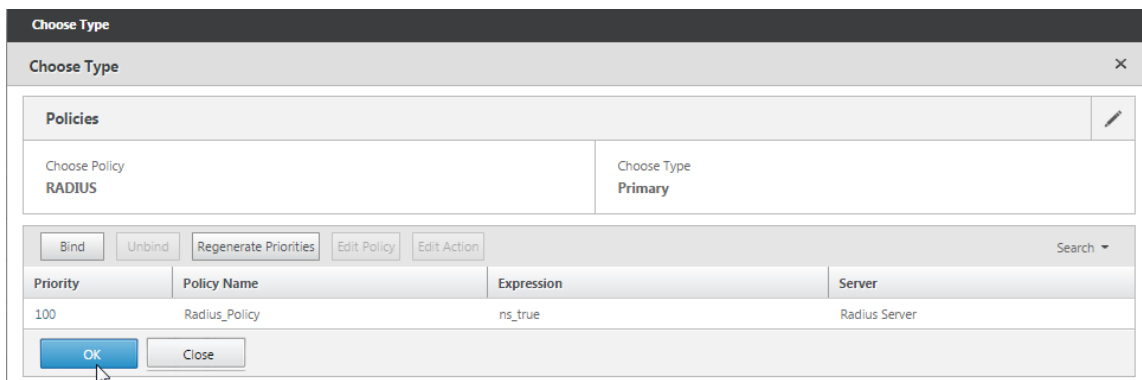 Choose Type
Choose Type ×
Policies
Choose Policy Choose Type
RADIUS Primary
Bind Unbind Regenerate Priorities Edit Policy Edit Action Search
Priority Policy Name Expression Server
100 Radius_Policy ns_true Radius Server
OK Close